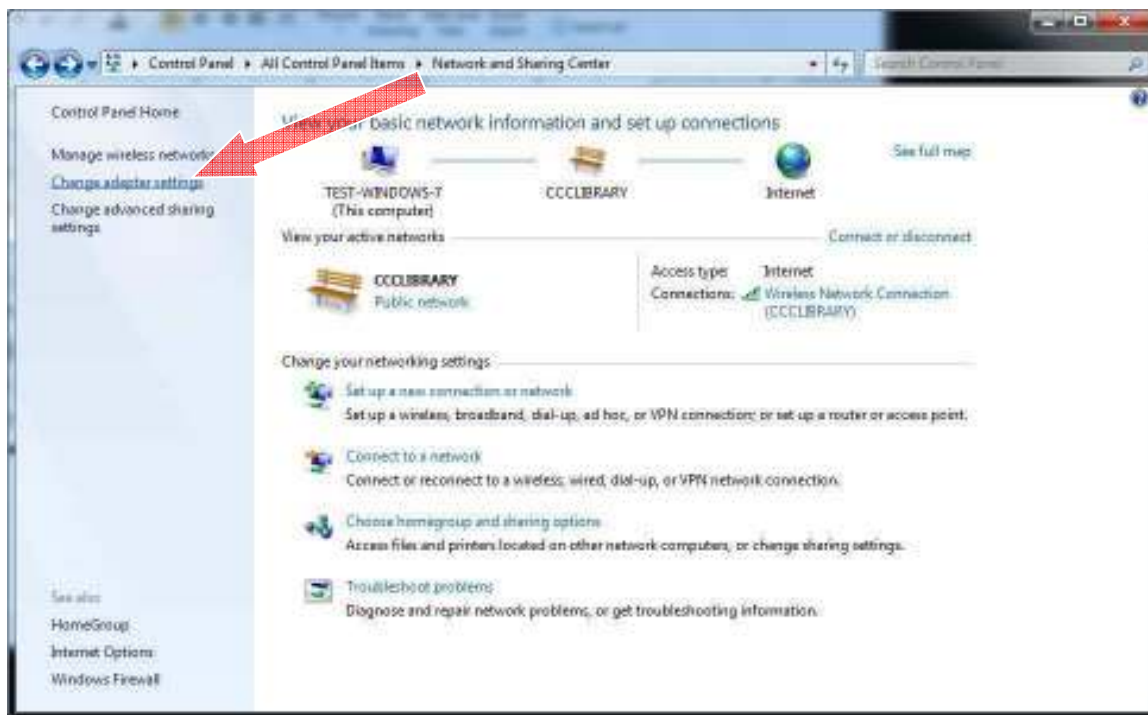 Control Panel ▸ All Control Panel Items ▸ Network and Sharing Center
Search Control Panel
Control Panel Home
Manage wireless networks
Change adapter settings
Change advanced sharing
settings
See also
HomeGroup
Internet Options
Windows Firewall
View your basic network information and set up connections
See full map
TEST-WINDOWS-7
(This computer)
CCCLIBRARY
Internet
View your active networks
Connect or disconnect
CCCLIBRARY
Public network
Access type: Internet
Connections: Wireless Network Connection
(CCCLIBRARY)
Change your networking settings
Set up a new connection or network
Set up a wireless, broadband, dial-up, ad hoc, or VPN connection; or set up a router or access point.
Connect to a network
Connect or reconnect to a wireless, wired, dial-up, or VPN network connection.
Choose homegroup and sharing options
Access files and printers located on other network computers, or change sharing settings.
Troubleshoot problems
Diagnose and repair network problems, or get troubleshooting information.